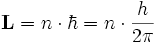 L = n · ħ = n · h / 2π